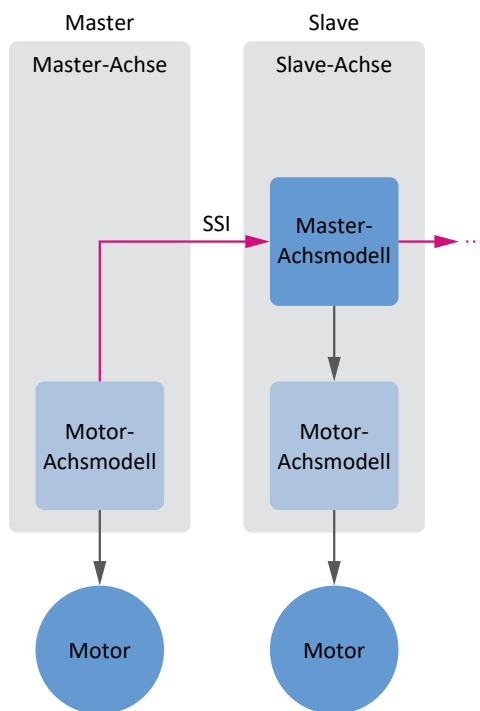 Master
Slave
Master-Achse
Slave-Achse
SSI
Master-
Achsmodell
Motor-
Achsmodell
Motor-
Achsmodell
Motor
Motor